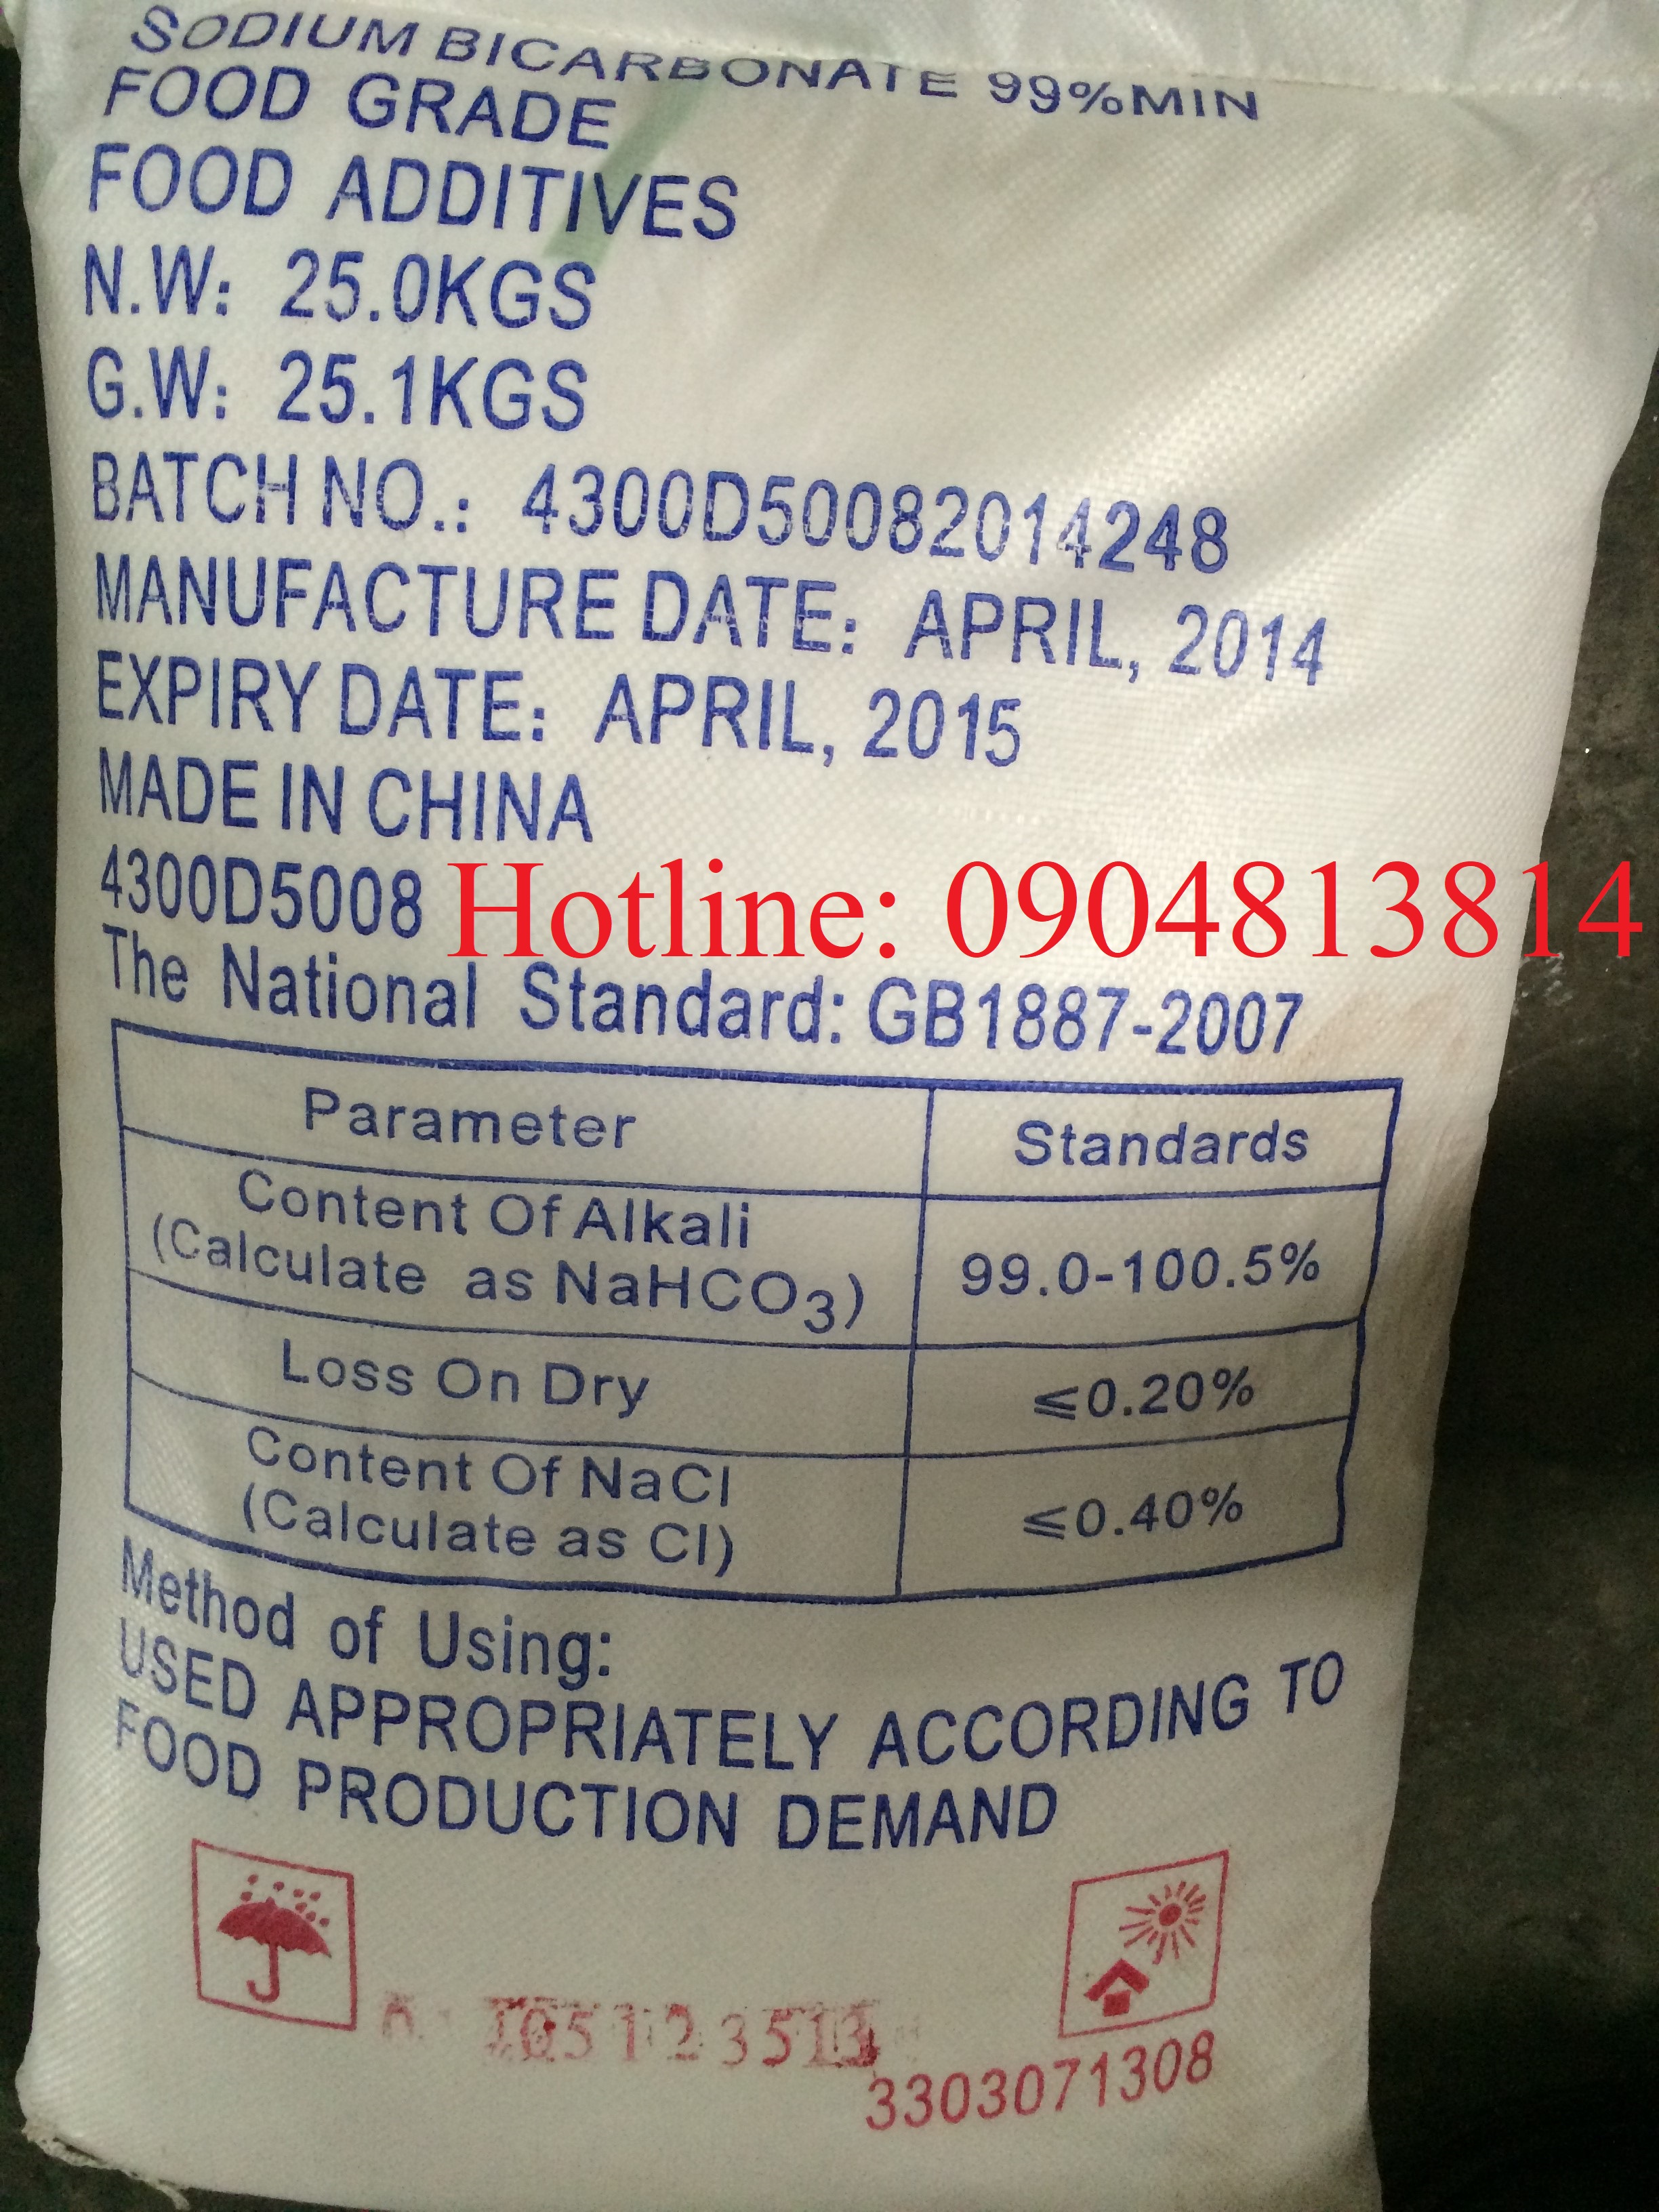 SODIUM BICARBONATE 99%MIN
FOOD GRADE
FOOD ADDITIVES
N.W: 25.0KGS
G.W: 25.1KGS
BATCH NO.: 4300D50082014248
MANUFACTURE DATE: APRIL, 2014
EXPIRY DATE: APRIL, 2015
MADE IN CHINA
4300D5008
Hotline: 0904813814
The National Standard: GB1887-2007
Parameter
Standards
Content Of Alkali
(Calculate as NaHCO3)
99.0-100.5%
Loss On Dry
≤0.20%
Content Of NaCl
(Calculate as Cl)
≤0.40%
Method of Using:
USED APPROPRIATELY ACCORDING TO
FOOD PRODUCTION DEMAND
3303071308